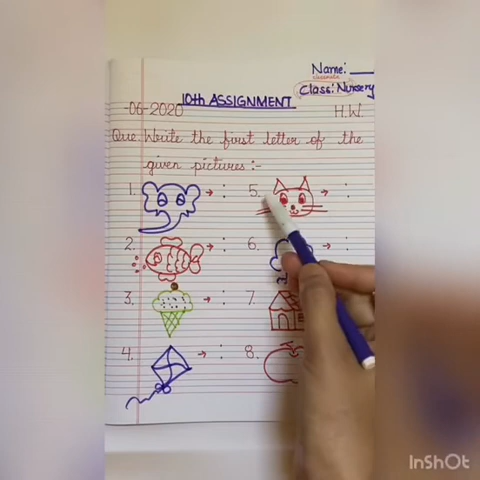 Name:
classmate
Class: Nursery
10th ASSIGNMENT
-06-2020 H.W
Que. Write the first letter of the
given pictures :-
1. → : 5. → :
2. → : 6. → :
3. → : 7.
4. → : 8.
InShOt